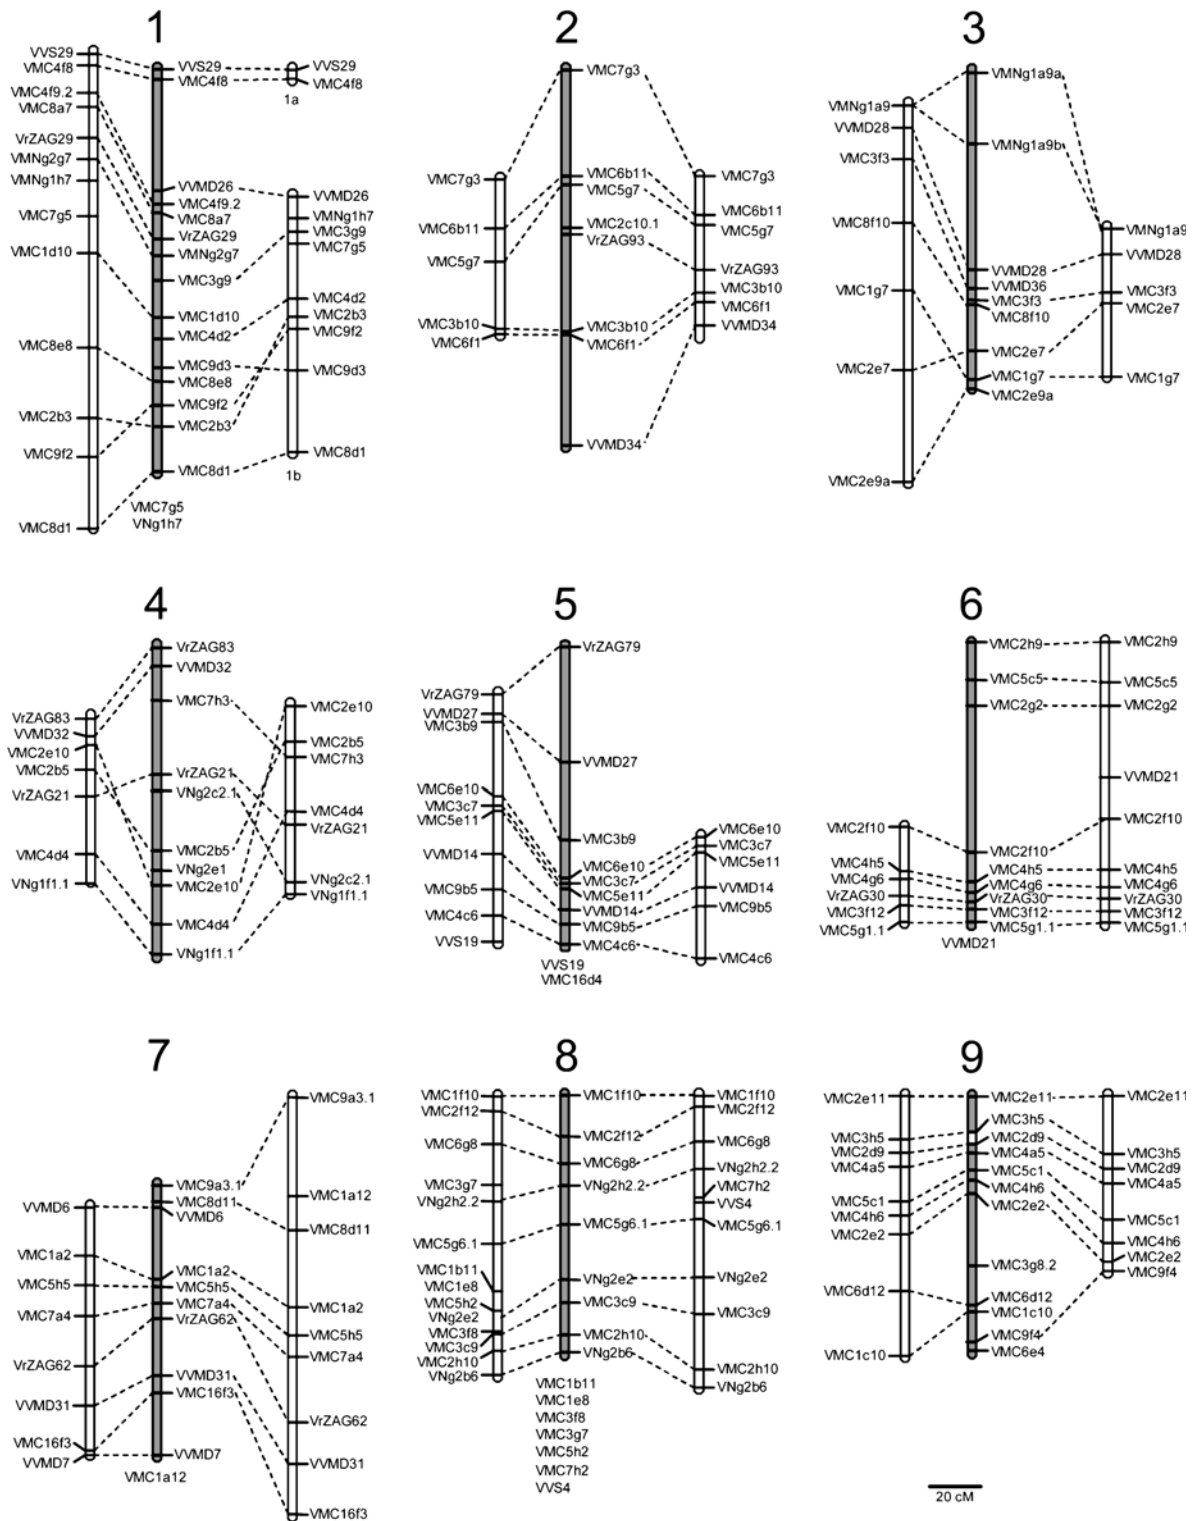 1
VVS29
VMC4f8
VMC4f9.2
VMC8a7
VrZAG29
VMNg2g7
VMNg1h7
VMC7g5
VMC1d10
VMC8e8
VMC2b3
VMC9f2
VMC8d1
VVS29
VMC4f8
VVMD26
VMC4f9.2
VMC8a7
VrZAG29
VMNg2g7
VMC3g9
VMC1d10
VMC4d2
VMC9d3
VMC8e8
VMC9f2
VMC2b3
VMC8d1
VMC7g5
VNg1h7
VVS29
VMC4f8
1a
VVMD26
VMNg1h7
VMC3g9
VMC7g5
VMC4d2
VMC2b3
VMC9f2
VMC9d3
VMC8d1
1b
2
VMC7g3
VMC6b11
VMC5g7
VMC3b10
VMC6f1
VMC7g3
VMC6b11
VMC5g7
VMC2c10.1
VrZAG93
VMC3b10
VMC6f1
VVMD34
VMC7g3
VMC6b11
VMC5g7
VrZAG93
VMC3b10
VMC6f1
VVMD34
3
VMNg1a9
VVMD28
VMC3f3
VMC8f10
VMC1g7
VMC2e7
VMC2e9a
VMNg1a9a
VMNg1a9b
VVMD28
VVMD36
VMC3f3
VMC8f10
VMC2e7
VMC1g7
VMC2e9a
VMNg1a9
VVMD28
VMC3f3
VMC2e7
VMC1g7
4
VrZAG83
VVMD32
VMC2e10
VMC2b5
VrZAG21
VMC4d4
VNg1f1.1
VrZAG83
VVMD32
VMC7h3
VrZAG21
VNg2c2.1
VMC2b5
VNg2e1
VMC2e10
VMC4d4
VNg1f1.1
VMC2e10
VMC2b5
VMC7h3
VMC4d4
VrZAG21
VNg2c2.1
VNg1f1.1
5
VrZAG79
VVMD27
VMC3b9
VMC6e10
VMC3c7
VMC5e11
VVMD14
VMC9b5
VMC4c6
VVS19
VrZAG79
VVMD27
VMC3b9
VMC6e10
VMC3c7
VMC5e11
VVMD14
VMC9b5
VMC4c6
VVS19
VMC16d4
VMC6e10
VMC3c7
VMC5e11
VVMD14
VMC9b5
VMC4c6
6
VMC2f10
VMC4h5
VMC4g6
VrZAG30
VMC3f12
VMC5g1.1
VMC2h9
VMC5c5
VMC2g2
VMC2f10
VMC4h5
VMC4g6
VrZAG30
VMC3f12
VMC5g1.1
VVMD21
VMC2h9
VMC5c5
VMC2g2
VVMD21
VMC2f10
VMC4h5
VMC4g6
VrZAG30
VMC3f12
VMC5g1.1
7
VVMD6
VMC1a2
VMC5h5
VMC7a4
VrZAG62
VVMD31
VMC16f3
VVMD7
VMC9a3.1
VMC8d11
VVMD6
VMC1a2
VMC5h5
VMC7a4
VrZAG62
VVMD31
VMC16f3
VVMD7
VMC1a12
VMC9a3.1
VMC1a12
VMC8d11
VMC1a2
VMC5h5
VMC7a4
VrZAG62
VVMD31
VMC16f3
8
VMC1f10
VMC2f12
VMC6g8
VMC3g7
VNg2h2.2
VMC5g6.1
VMC1b11
VMC1e8
VMC5h2
VNg2e2
VMC3f8
VMC3c9
VMC2h10
VNg2b6
VMC1f10
VMC2f12
VMC6g8
VNg2h2.2
VMC5g6.1
VNg2e2
VMC3c9
VMC2h10
VNg2b6
VMC1b11
VMC1e8
VMC3f8
VMC3g7
VMC5h2
VMC7h2
VVS4
VMC1f10
VMC2f12
VMC6g8
VNg2h2.2
VMC7h2
VVS4
VMC5g6.1
VNg2e2
VMC3c9
VMC2h10
VNg2b6
9
VMC2e11
VMC3h5
VMC2d9
VMC4a5
VMC5c1
VMC4h6
VMC2e2
VMC6d12
VMC1c10
VMC2e11
VMC3h5
VMC2d9
VMC4a5
VMC5c1
VMC4h6
VMC2e2
VMC3g8.2
VMC6d12
VMC1c10
VMC9f4
VMC6e4
VMC2e11
VMC3h5
VMC2d9
VMC4a5
VMC5c1
VMC4h6
VMC2e2
VMC9f4
20 cM